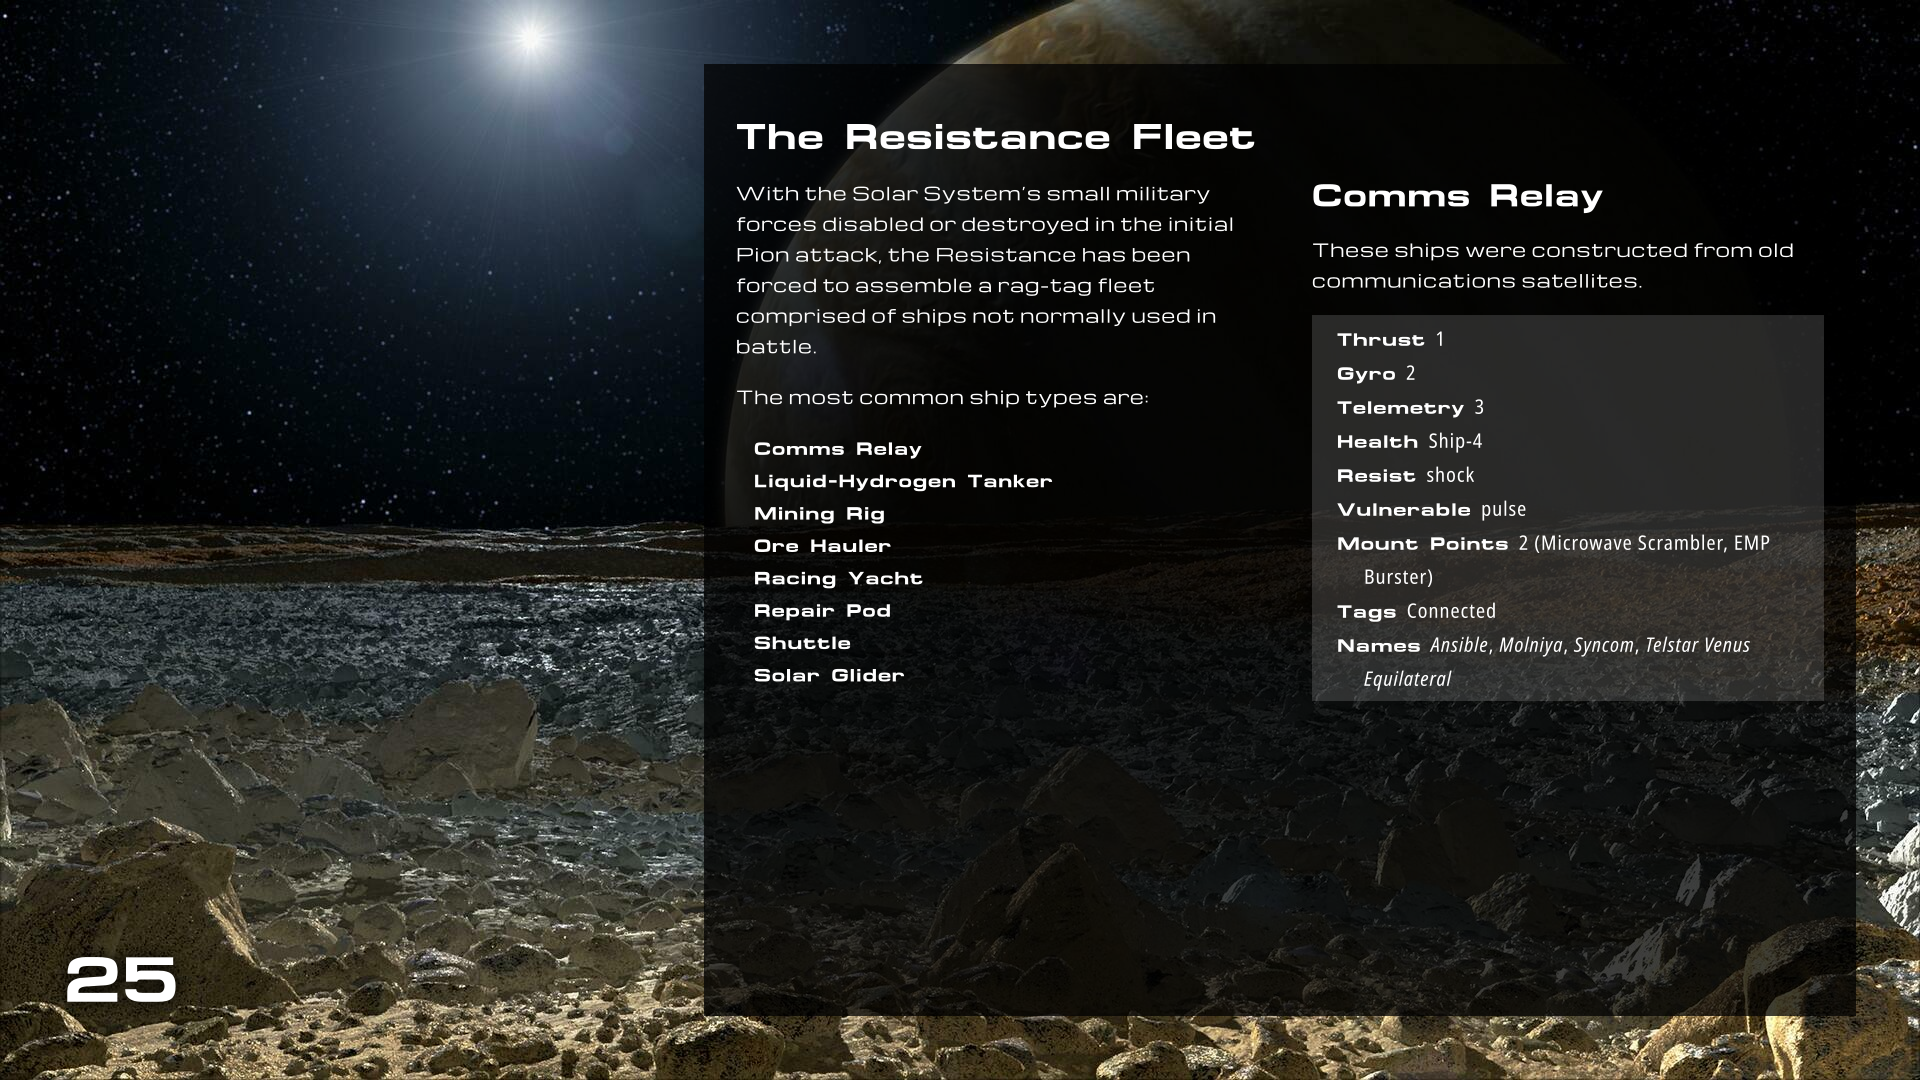 The Resistance Fleet
With the Solar System's small military
forces disabled or destroyed in the initial
Pion attack, the Resistance has been
forced to assemble a rag-tag fleet
comprised of ships not normally used in
battle.
The most common ship types are:
Comms Relay
Liquid-Hydrogen Tanker
Mining Rig
Ore Hauler
Racing Yacht
Repair Pod
Shuttle
Solar Glider
Comms Relay
These ships were constructed from old
communications satellites.
Thrust 1
Gyro 2
Telemetry 3
Health Ship-4
Resist shock
Vulnerable pulse
Mount Points 2 (Microwave Scrambler, EMP
Burster)
Tags Connected
Names Ansible, Molniya, Syncom, Telstar Venus
Equilateral
25